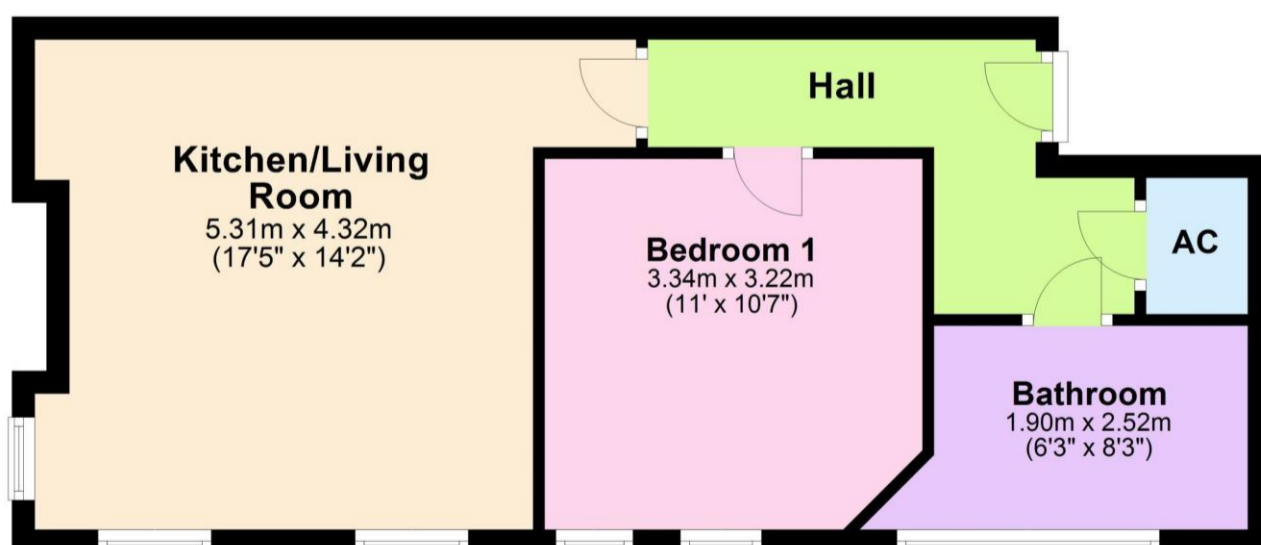 Hall
Kitchen/Living
Room
5.31m x 4.32m
(17'5" x 14'2")
Bedroom 1
3.34m x 3.22m
(11' x 10'7")
AC
Bathroom
1.90m x 2.52m
(6'3" x 8'3")